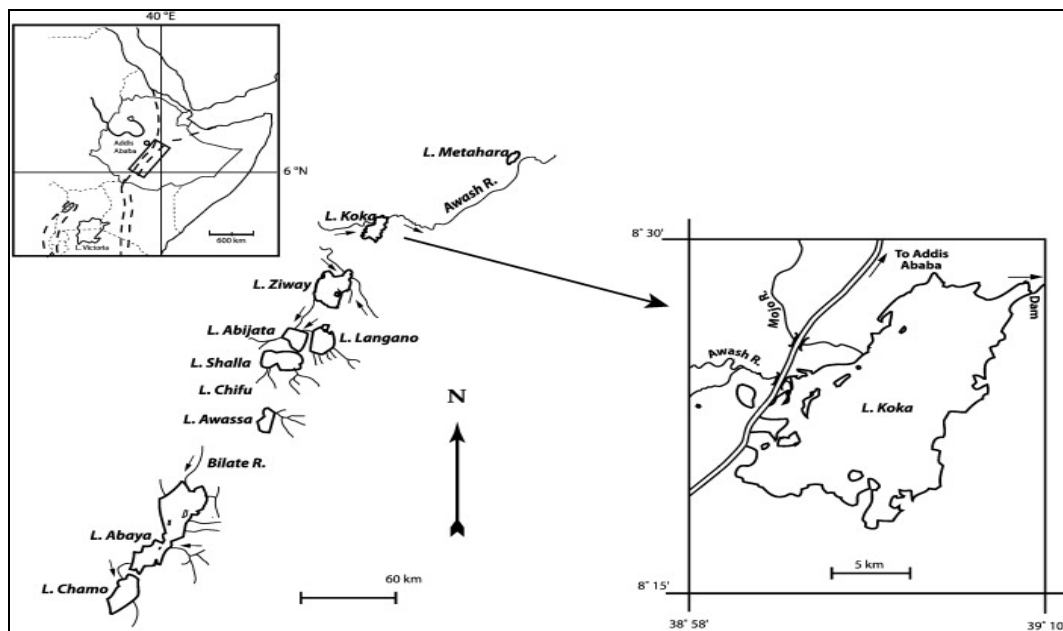 40 °E
Addis
Ababa
6 °N
L. Victoria
600 km
L. Metahara
Awash R.
L. Koka
L. Ziway
L. Abijata
L. Langano
L. Shalla
L. Chifu
L. Awassa
N
Bilate R.
L. Abaya
L. Chamo
60 km
8° 30'
To Addis
Ababa
Mojo R.
Dam
Awash R.
L. Koka
5 km
8° 15'
38° 58'
39° 10